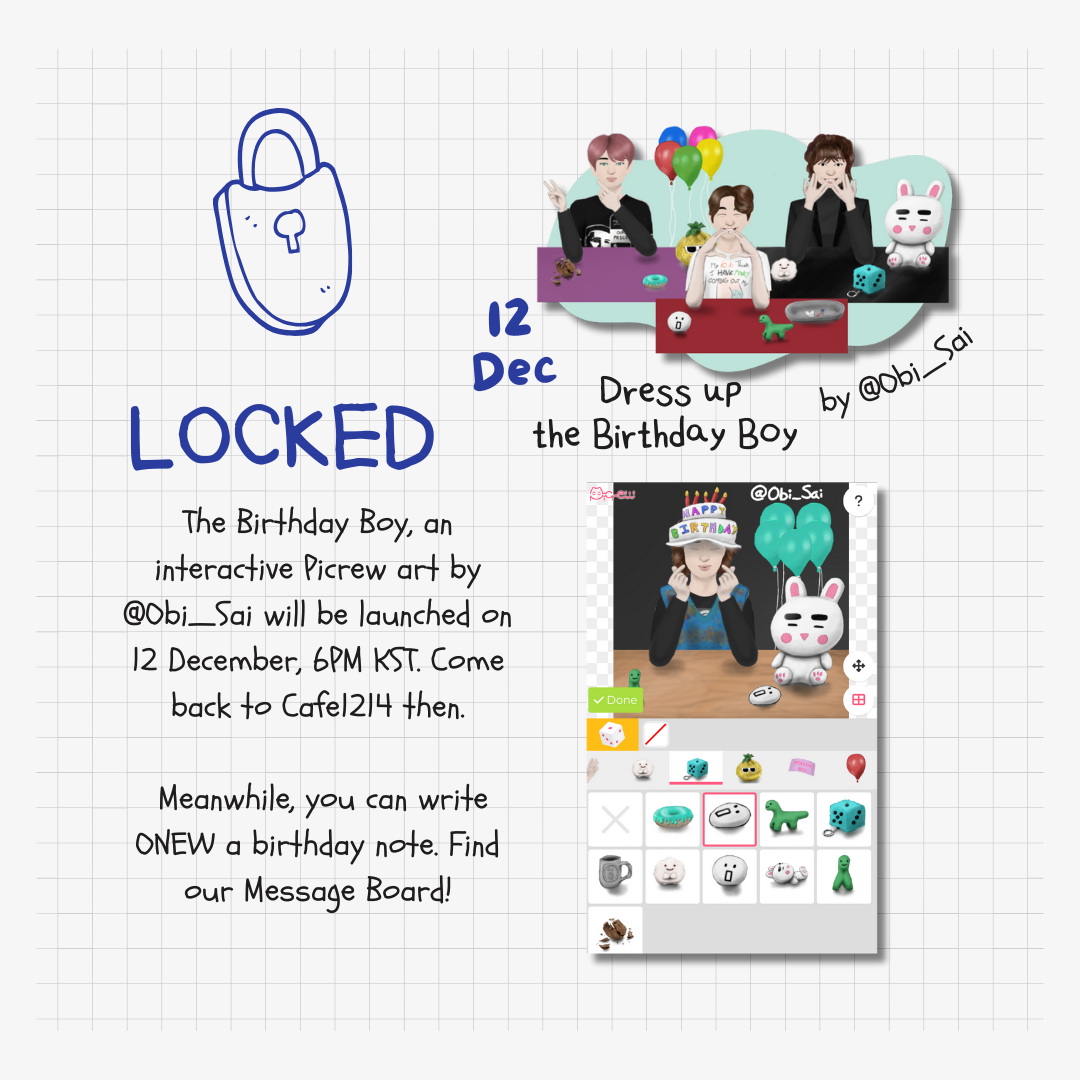 12
Dec
Dress up
the Birthday Boy
by @Obi_Sai
LOCKED
The Birthday Boy, an
interactive Picrew art by
@Obi_Sai will be launched on
12 December, 6PM KST. Come
back to Cafe1214 then.
Meanwhile, you can write
ONEW a birthday note. Find
our Message Board!
Picrew
@Obi_Sai
?
HAPPY
BIRTHDAY
Done